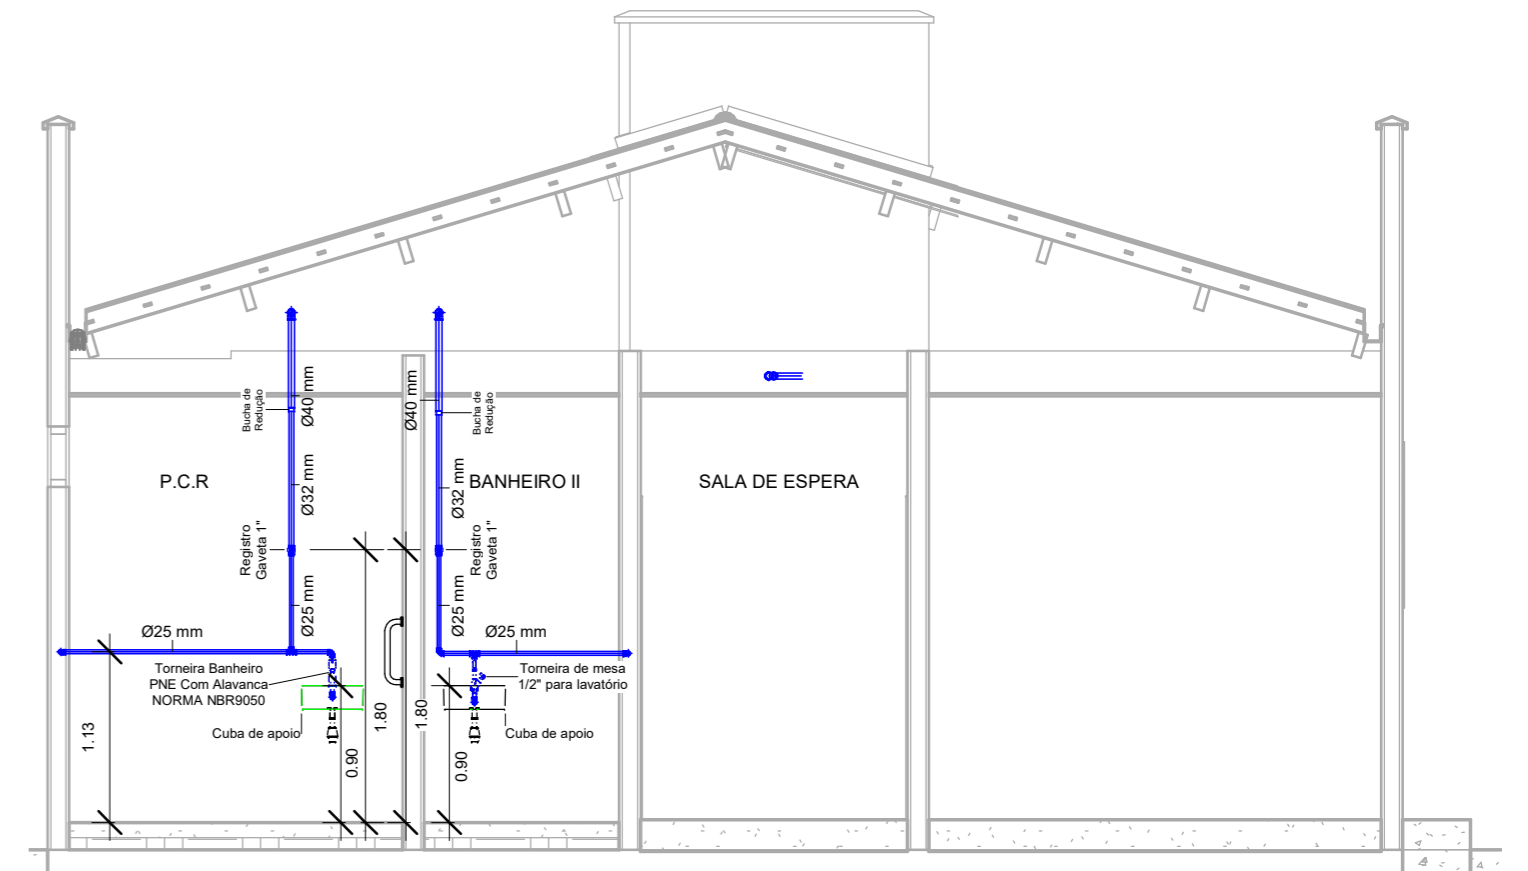 Bucha de
Redução
Ø40 mm
Ø40 mm
Bucha de
Redução
P.C.R
Ø32 mm
BANHEIRO II
Ø32 mm
SALA DE ESPERA
Registro
Gaveta 1"
Registro
Gaveta 1"
Ø25 mm
Ø25 mm
Ø25 mm
Ø25 mm
Torneira Banheiro
PNE Com Alavanca
NORMA NBR9050
Torneira de mesa
1/2" para lavatório
Cuba de apoio
Cuba de apoio
1.13
0.90
1.80
1.80
0.90